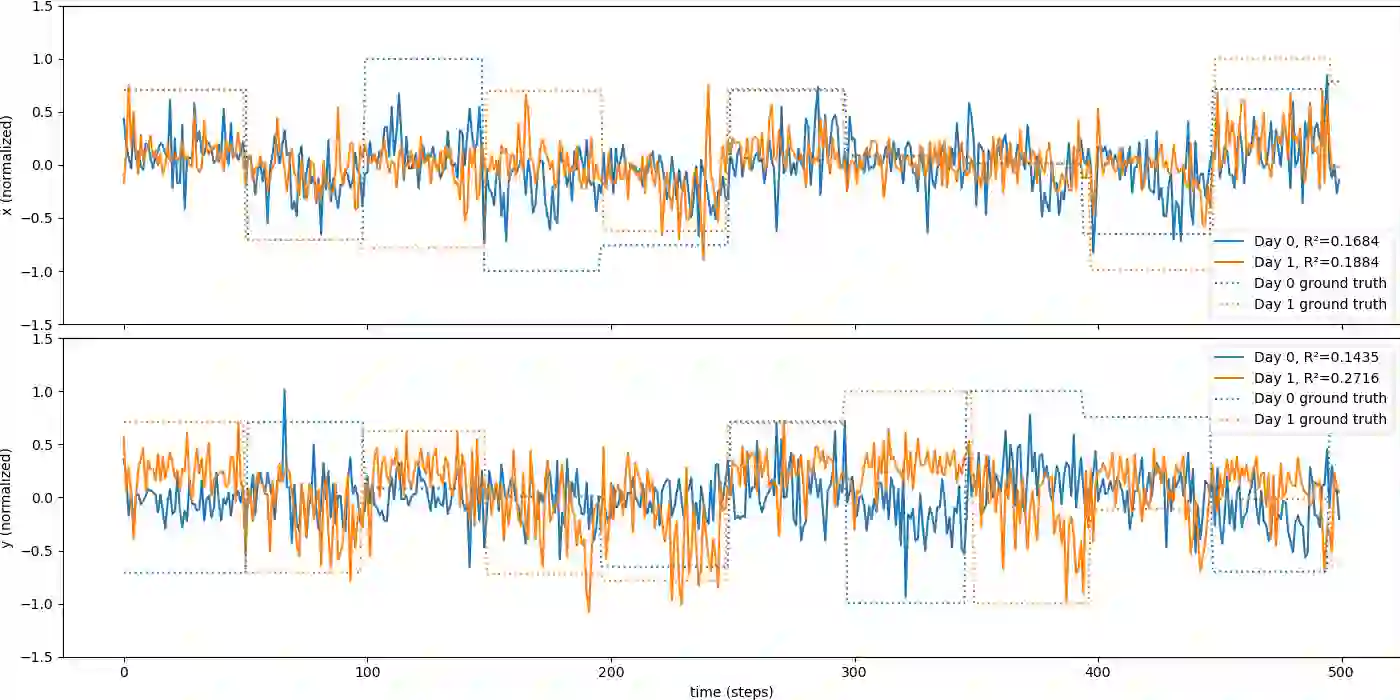 1.5
1.0
0.5
0.0
−0.5
−1.0
−1.5
x (normalized)
Day 0, R²=0.1684
Day 1, R²=0.1884
Day 0 ground truth
Day 1 ground truth
1.5
1.0
0.5
0.0
−0.5
−1.0
−1.5
y (normalized)
Day 0, R²=0.1435
Day 1, R²=0.2716
Day 0 ground truth
Day 1 ground truth
0 100 200 300 400 500
time (steps)